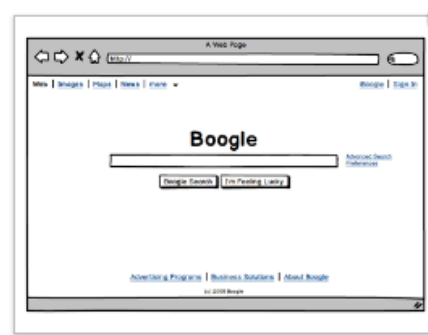 A Web Page
http://
Web | Images | Maps | News | more
Boogle | Sign In
Boogle
Advanced Search
Preferences
Boogle Search
I'm Feeling Lucky
Advertising Programs | Business Solutions | About Boogle
(c) 2008 Boogle